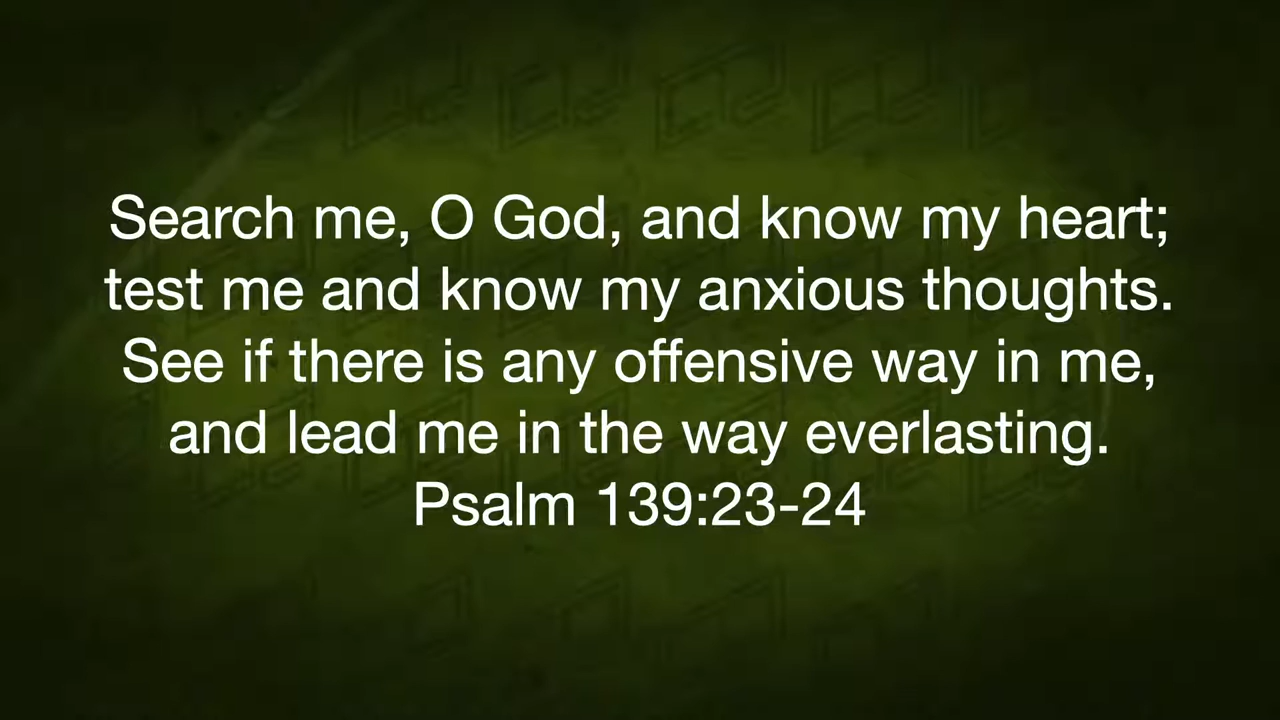 Search me, O God, and know my heart;
test me and know my anxious thoughts.
See if there is any offensive way in me,
and lead me in the way everlasting.
Psalm 139:23-24